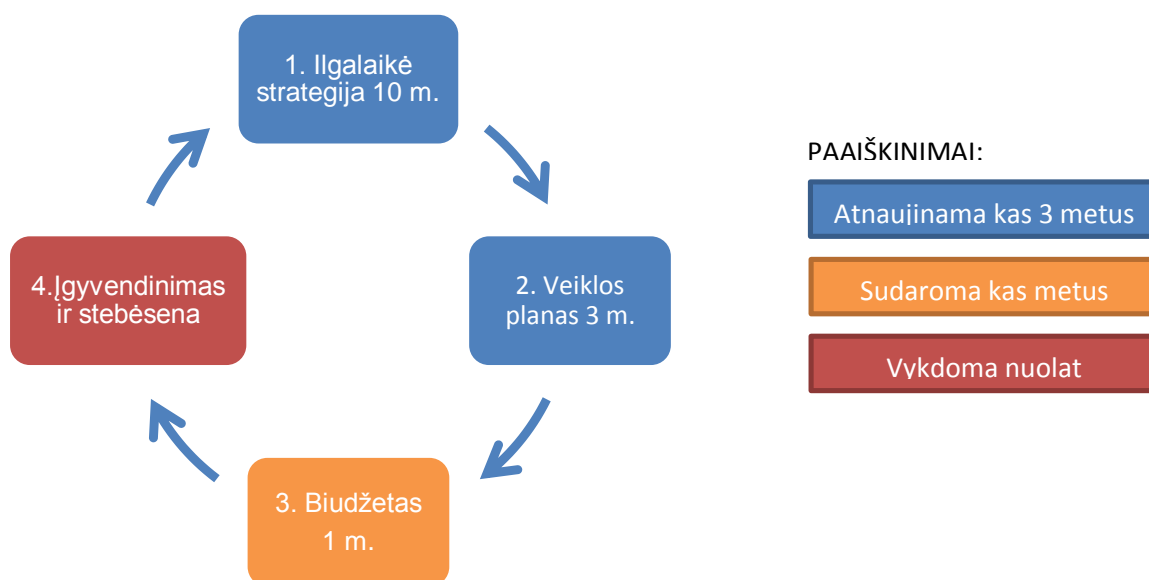 1. Ilgalaikė
strategija 10 m.
2. Veiklos
planas 3 m.
3. Biudžetas
1 m.
4.Įgyvendinimas
ir stebėsena
PAAIŠKINIMAI:
Atnaujinama kas 3 metus
Sudaroma kas metus
Vykdoma nuolat